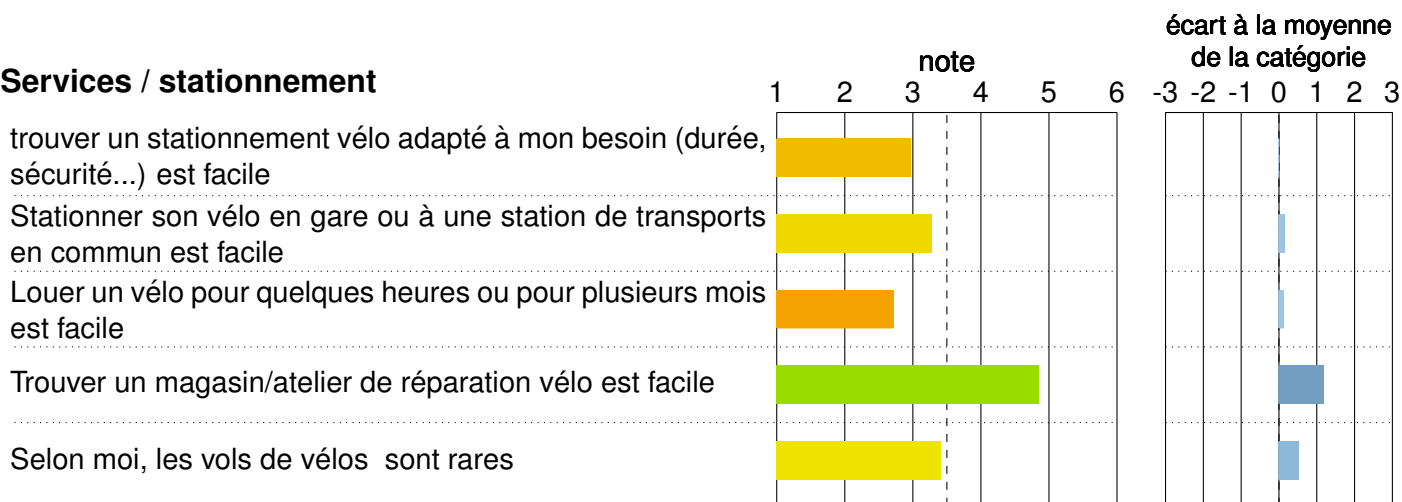 écart à la moyenne
de la catégorie
note
Services / stationnement
1 2 3 4 5 6
-3 -2 -1 0 1 2 3
trouver un stationnement vélo adapté à mon besoin (durée,
sécurité...) est facile
Stationner son vélo en gare ou à une station de transports
en commun est facile
Louer un vélo pour quelques heures ou pour plusieurs mois
est facile
Trouver un magasin/atelier de réparation vélo est facile
Selon moi, les vols de vélos  sont rares